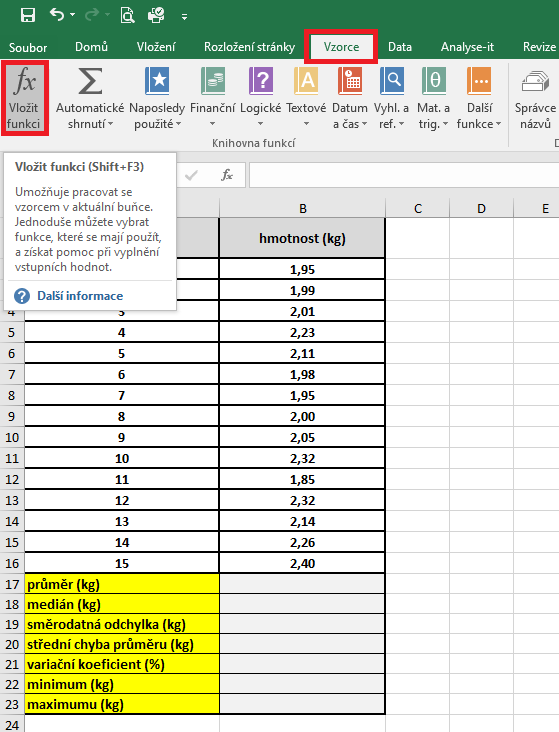 Soubor Domů Vložení Rozložení stránky Vzorce Data Analyse-it Revize
fx Σ ? A θ
Vložit Automatické Naposledy Finanční Logické Textové Datum Vyhl. a Mat. a Další Správce
funkci shrnutí použité a čas ref. trig. funkce názvů
Knihovna funkcí
Vložit funkci (Shift+F3)
fx
Umožňuje pracovat se
vzorcem v aktuální buňce.
Jednoduše můžete vybrat
funkce, které se mají použít,
a získat pomoc při vyplnění
vstupních hodnot.
? Další informace
B C D E
hmotnost (kg)
1,95
1,99
4 3 2,01
5 4 2,23
6 5 2,11
7 6 1,98
8 7 1,95
9 8 2,00
10 9 2,05
11 10 2,32
12 11 1,85
13 12 2,32
14 13 2,14
15 14 2,26
16 15 2,40
17 průměr (kg)
18 medián (kg)
19 směrodatná odchylka (kg)
20 střední chyba průměru (kg)
21 variační koeficient (%)
22 minimum (kg)
23 maximumu (kg)
24